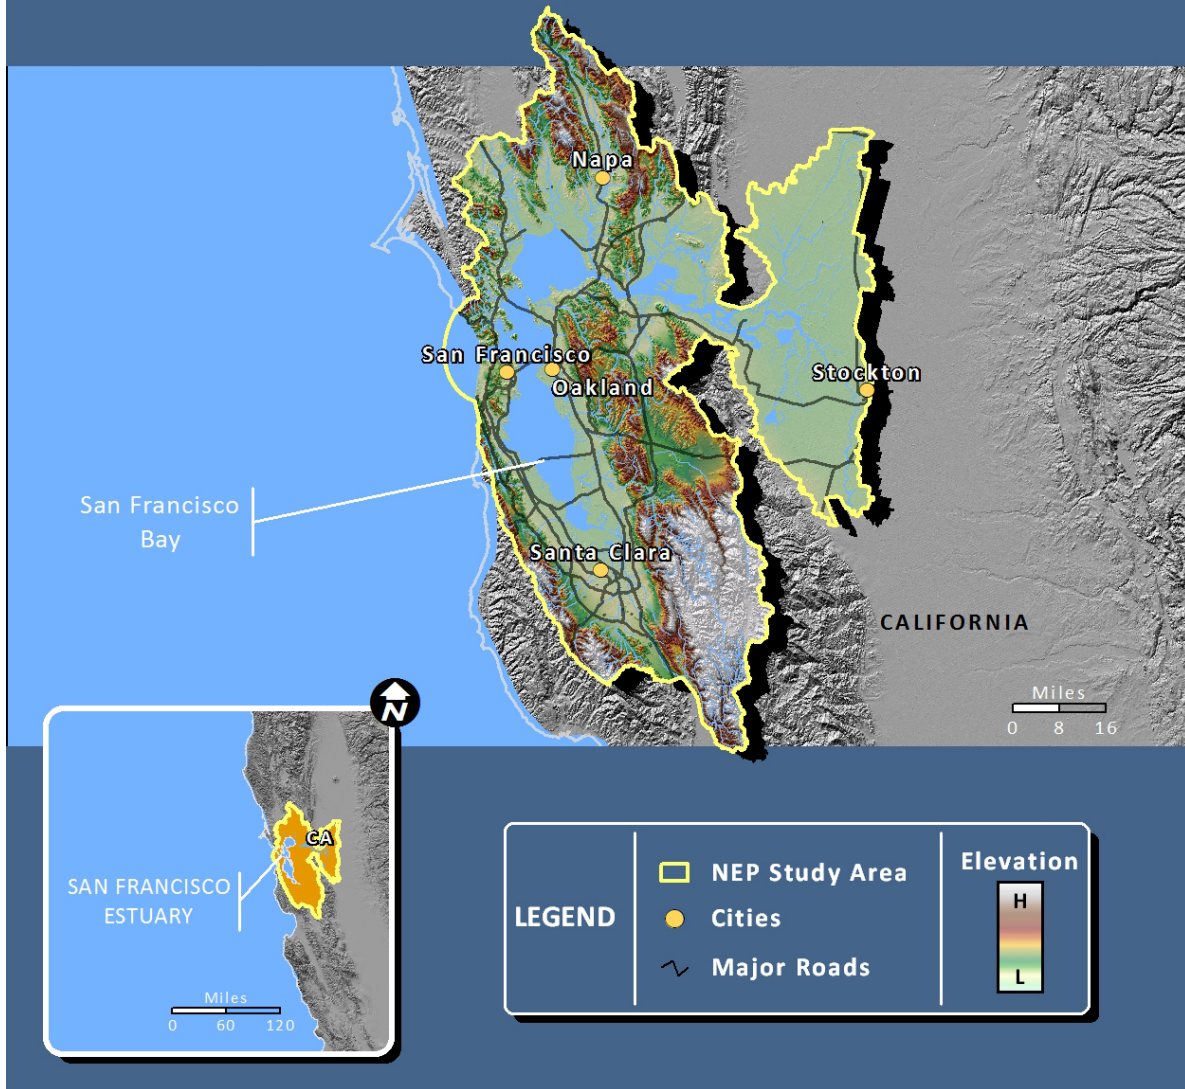 Napa
San Francisco
Oakland
Stockton
San Francisco
Bay
Santa Clara
CALIFORNIA
Miles
0 8 16
N
CA
SAN FRANCISCO
ESTUARY
Miles
0 60 120
LEGEND
NEP Study Area
Cities
Major Roads
Elevation
H
L